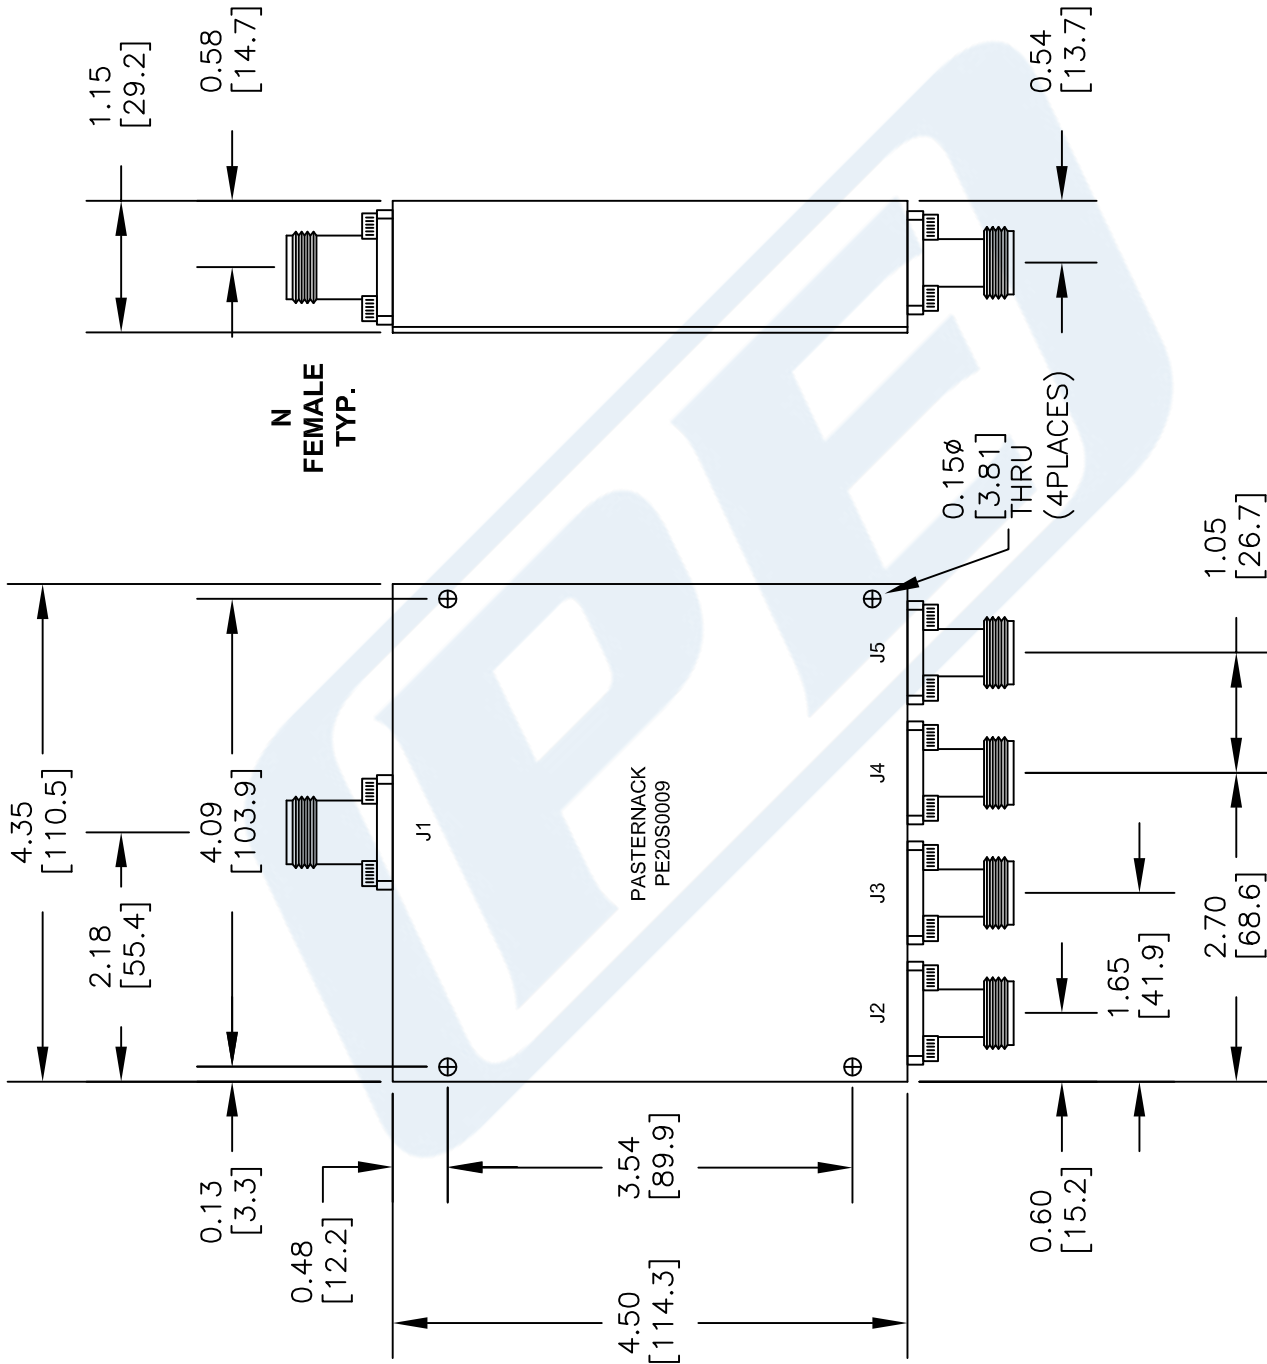 1.15
[29.2]
0.58
[14.7]
0.54
[13.7]
N
FEMALE
TYP.
0.15ø
[3.81]
THRU
(4PLACES)
1.05
[26.7]
4.35
[110.5]
4.09
[103.9]
2.18
[55.4]
J1
PASTERNACK
PE20S0009
J5
J4
J3
J2
2.70
[68.6]
1.65
[41.9]
0.60
[15.2]
0.13
[3.3]
0.48
[12.2]
3.54
[89.9]
4.50
[114.3]
PE